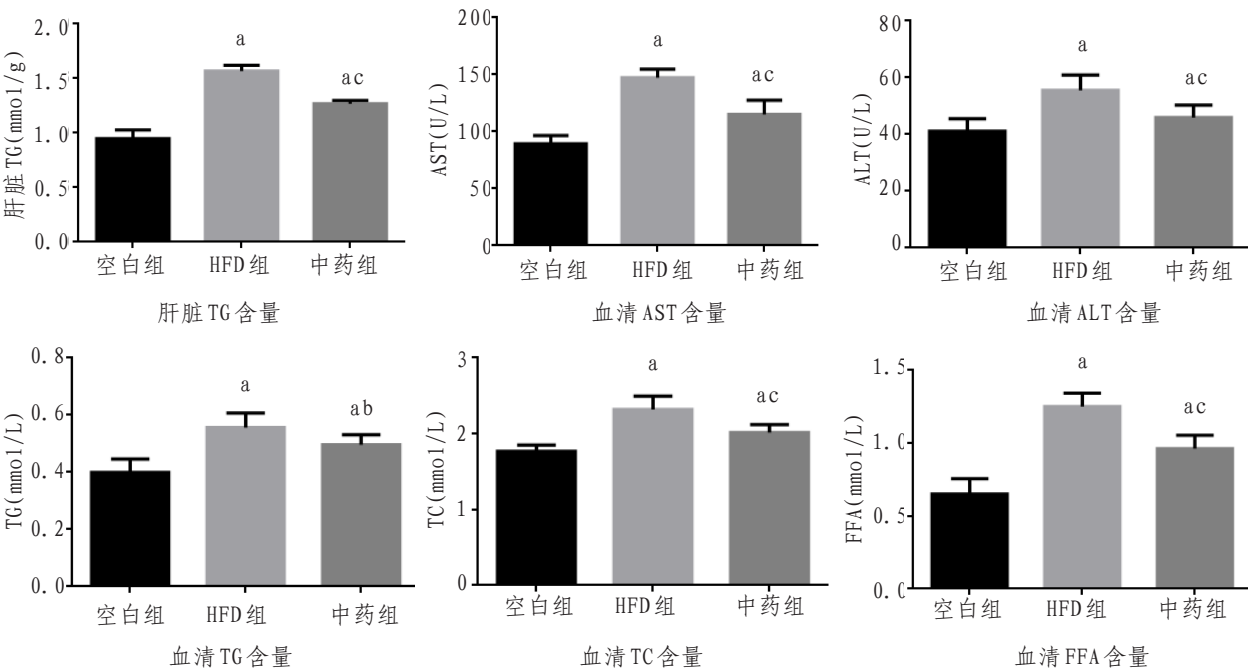 肝脏TG(mmol/g)
2.0
1.5
1.0
0.5
0.0
a
ac
空白组 HFD组 中药组
肝脏TG含量
AST(U/L)
200
150
100
50
0
a
ac
空白组 HFD组 中药组
血清AST含量
ALT(U/L)
80
60
40
20
0
a
ac
空白组 HFD组 中药组
血清ALT含量
TG(mmol/L)
0.8
0.6
0.4
0.2
0.0
a
ab
空白组 HFD组 中药组
血清TG含量
TC(mmol/L)
3
2
1
0
a
ac
空白组 HFD组 中药组
血清TC含量
FFA(mmol/L)
1.5
1.0
0.5
0.0
a
ac
空白组 HFD组 中药组
血清FFA含量